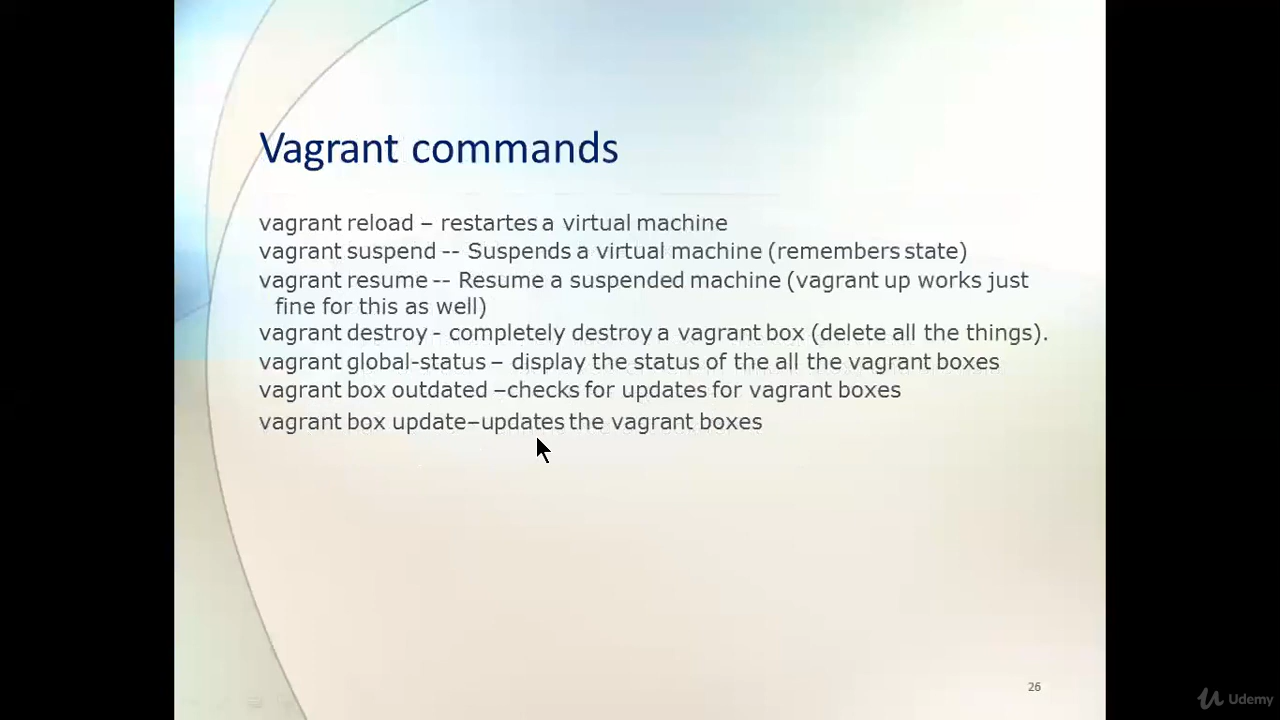 Vagrant commands
vagrant reload – restartes a virtual machine
vagrant suspend -- Suspends a virtual machine (remembers state)
vagrant resume -- Resume a suspended machine (vagrant up works just
fine for this as well)
vagrant destroy - completely destroy a vagrant box (delete all the things).
vagrant global-status – display the status of the all the vagrant boxes
vagrant box outdated –checks for updates for vagrant boxes
vagrant box update–updates the vagrant boxes
26
Udemy